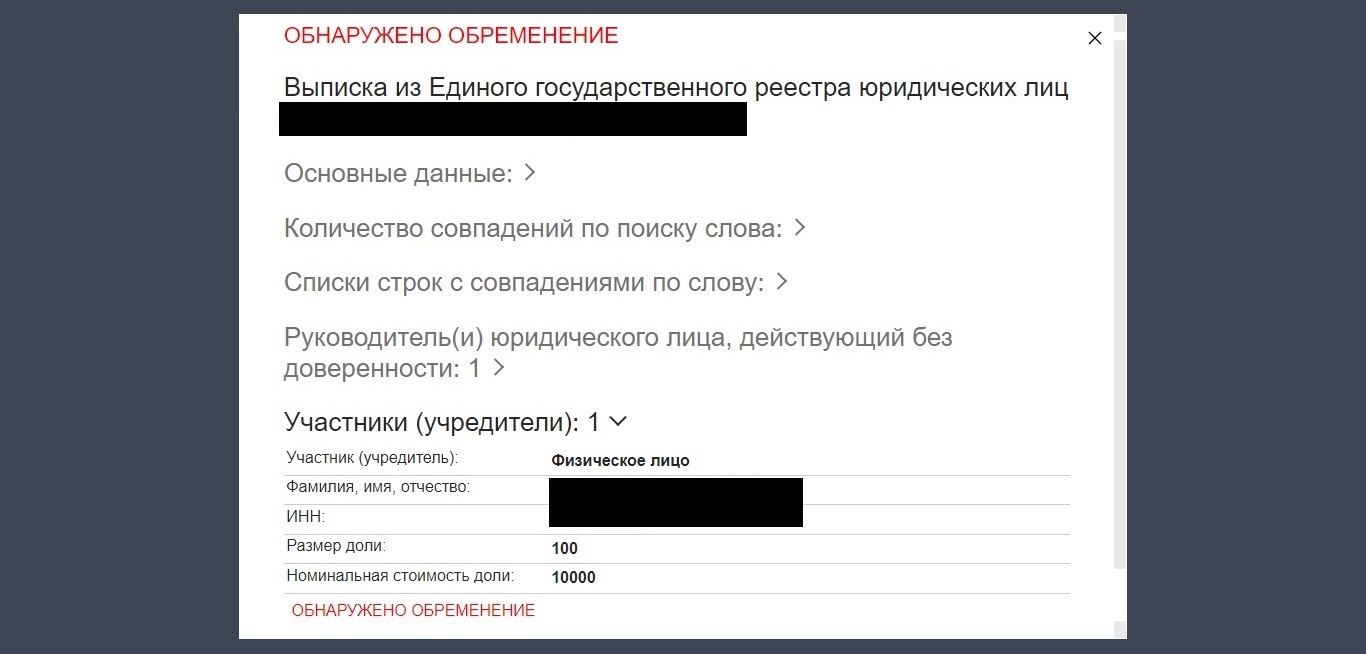 ОБНАРУЖЕНО ОБРЕМЕНЕНИЕ
Выписка из Единого государственного реестра юридических лиц
Основные данные:
Количество совпадений по поиску слова:
Списки строк с совпадениями по слову:
Руководитель(и) юридического лица, действующий без
доверенности: 1
Участники (учредители): 1
Участник (учредитель): Физическое лицо
Фамилия, имя, отчество:
ИНН:
Размер доли: 100
Номинальная стоимость доли: 10000
ОБНАРУЖЕНО ОБРЕМЕНЕНИЕ